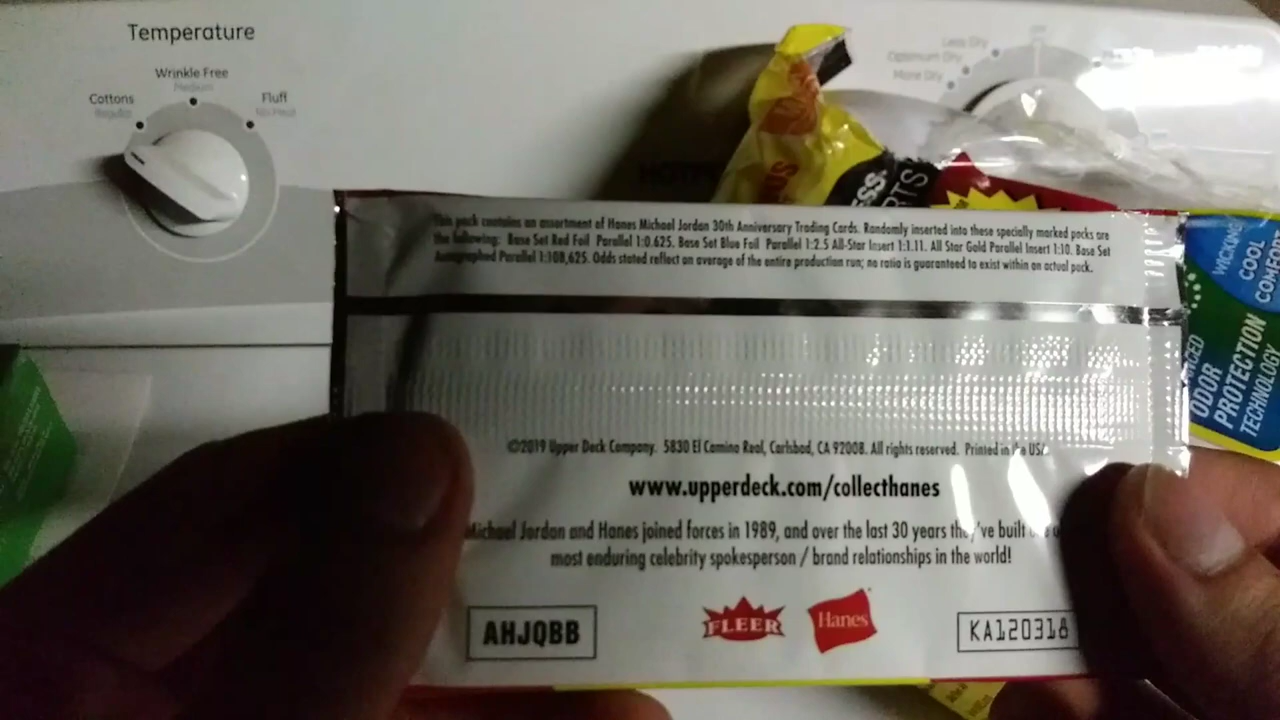 Temperature
Wrinkle Free
Medium
Cottons
Regular
Fluff
No Heat
Less Dry
Optimum Dry
More Dry
This pack contains an assortment of Hanes Michael Jordan 30th Anniversary Trading Cards. Randomly inserted into these specially marked packs are
the following: Base Set Red Foil Parallel 1:0.625. Base Set Blue Foil Parallel 1:2.5 All-Star Insert 1:1.11. All Star Gold Parallel Insert 1:10. Base Set
Autographed Parallel 1:108,625. Odds stated reflect an average of the entire production run; no ratio is guaranteed to exist within an actual pack.
©2019 Upper Deck Company. 5830 El Camino Real, Carlsbad, CA 92008. All rights reserved. Printed in the USA
www.upperdeck.com/collecthanes
Michael Jordan and Hanes joined forces in 1989, and over the last 30 years they've built
most enduring celebrity spokesperson / brand relationships in the world!
AHJQBB
FLEER
Hanes
KA120318
WICKING
COOL
COMFORT
ODOR
PROTECTION
TECHNOLOGY